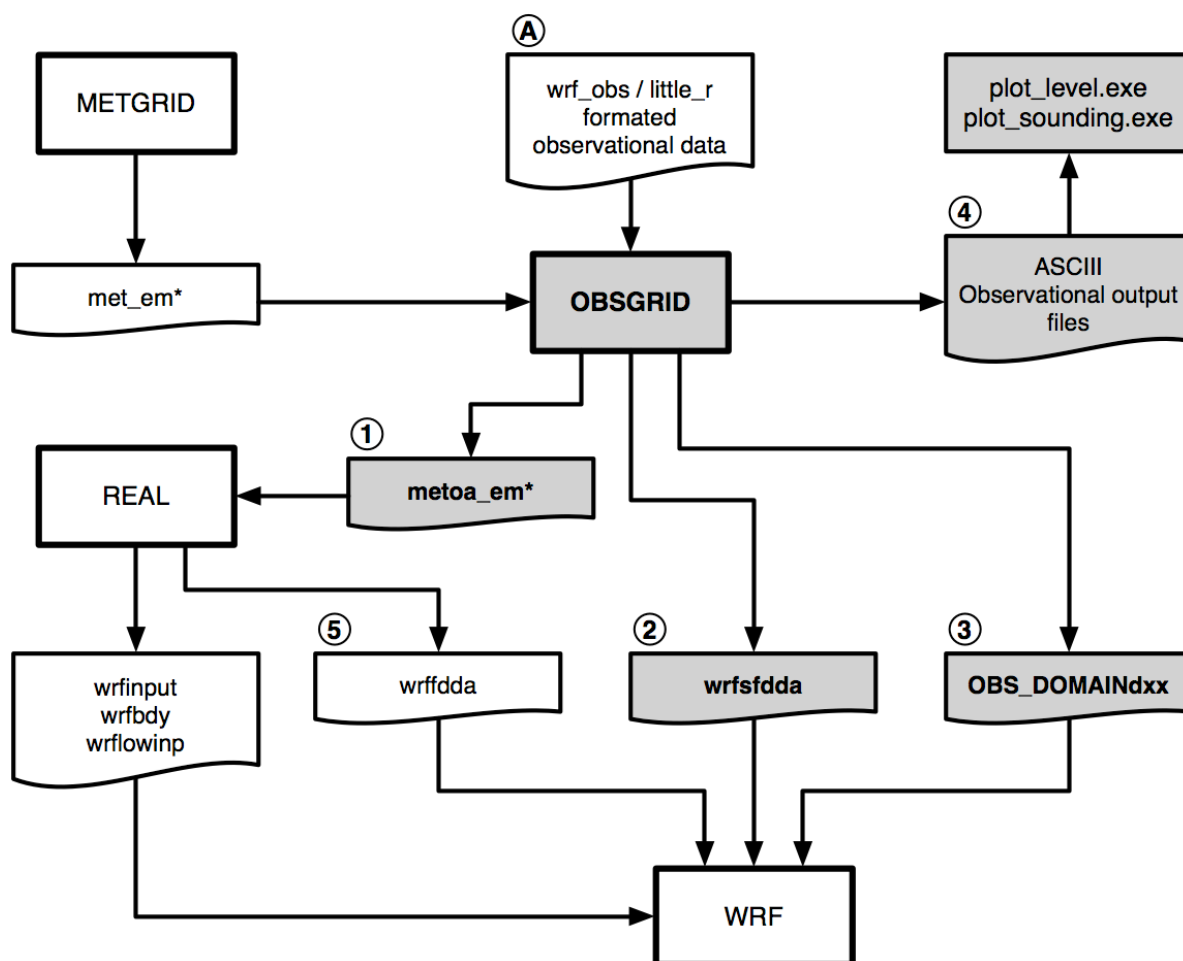 A
METGRID
wrf_obs / little_r
formated
observational data
plot_level.exe
plot_sounding.exe
4
met_em*
OBSGRID
ASCIII
Observational output
files
1
REAL
metoa_em*
5
2
3
wrfinput
wrfbdy
wrflowinp
wrffdda
wrfsfdda
OBS_DOMAINdxx
WRF